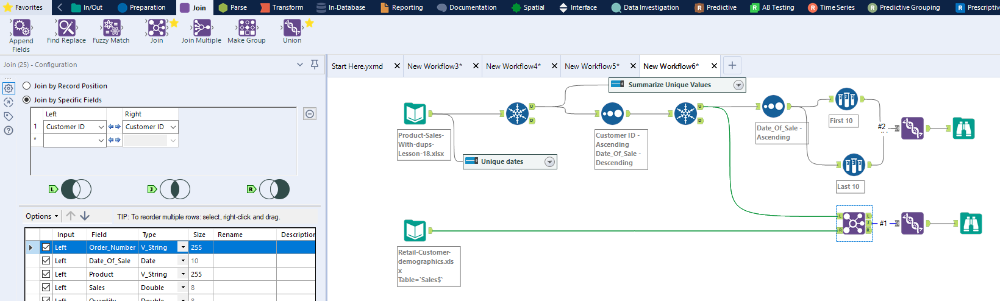 Favorites In/Out Preparation Join Parse Transform In-Database Reporting Documentation Spatial Interface Data Investigation Predictive AB Testing Time Series Predictive Grouping Prescriptive
Append Fields Find Replace Fuzzy Match Join Join Multiple Make Group Union
Join (25) - Configuration
Start Here.yxmd New Workflow3* New Workflow4* New Workflow5* New Workflow6*
Join by Record Position
Join by Specific Fields
Left Right
1 Customer ID Customer ID
*
L J R
Options TIP: To reorder multiple rows: select, right-click and drag.
Input Field Type Size Rename Description
Left Order_Number V_String 255
Left Date_Of_Sale Date 10
Left Product V_String 255
Left Sales Double 8
Left Quantity Double 8
Summarize Unique Values
U
D
U
D
Product-Sales-
With-dups-
Lesson-18.xlsx
Unique dates
Customer ID -
Ascending
Date_Of_Sale -
Descending
Date_Of_Sale -
Ascending
First 10
#2
Last 10
L L
J
R R
#1
Retail-Customer-
demographics.xls
x
Table=`Sales$`